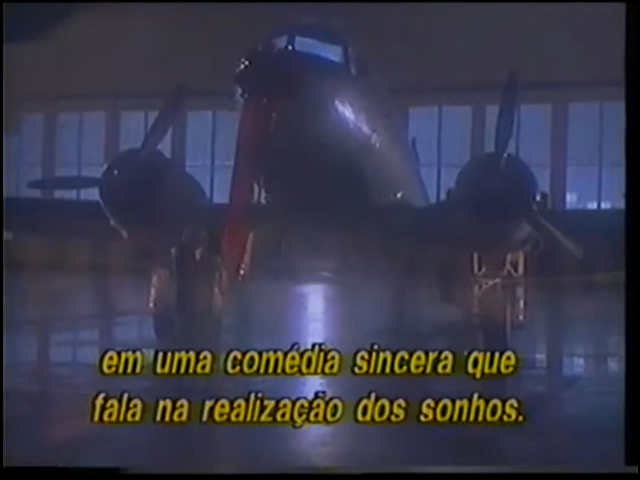 em uma comédia sincera que
fala na realização dos sonhos.